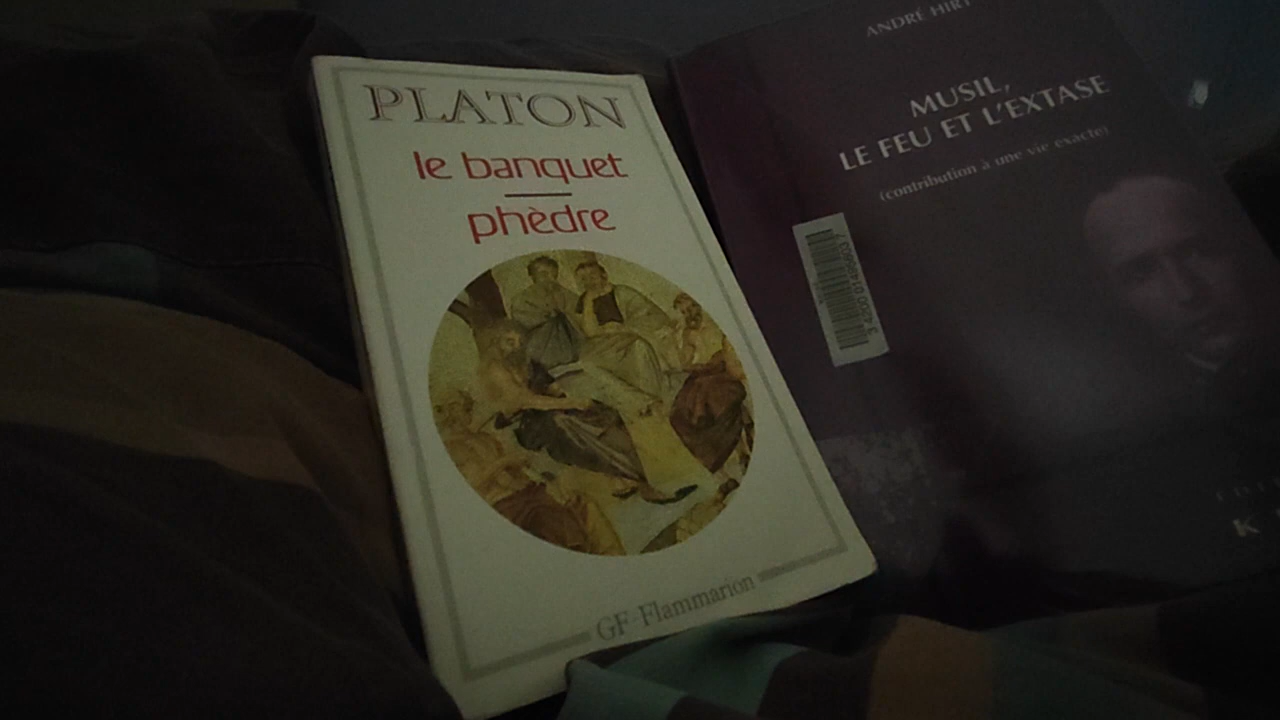 PLATON
le banquet
phèdre
GF-Flammarion
ANDRÉ HIRT
MUSIL,
LE FEU ET L'EXTASE
(contribution à une vie exacte)
K